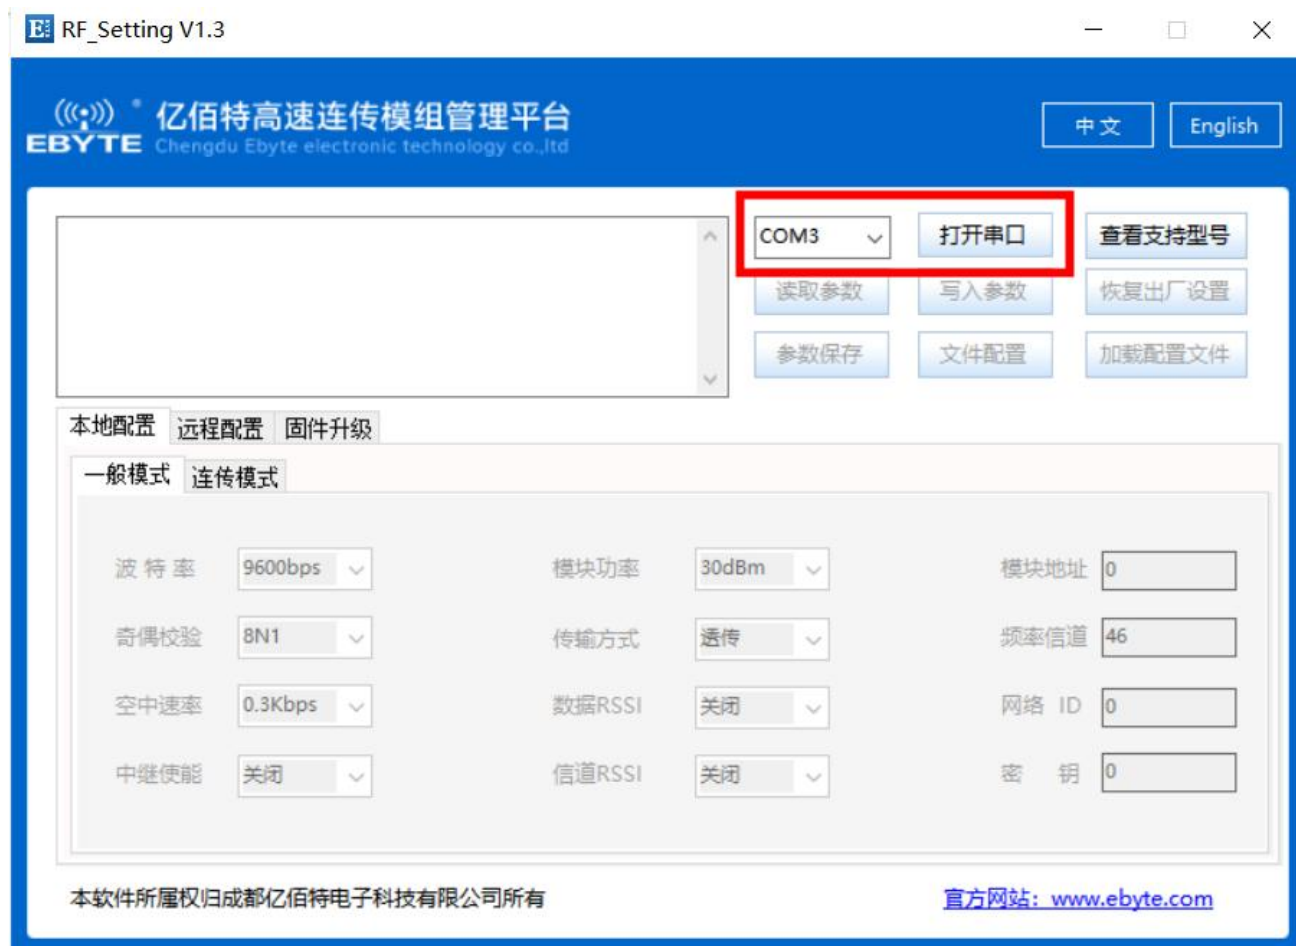 RF_Setting V1.3
亿佰特高速连传模组管理平台
EBYTE Chengdu Ebyte electronic technology co.,ltd
中文 English
COM3 打开串口 查看支持型号
读取参数 写入参数 恢复出厂设置
参数保存 文件配置 加载配置文件
本地配置 远程配置 固件升级
一般模式 连传模式
波特率 9600bps 模块功率 30dBm 模块地址 0
奇偶校验 8N1 传输方式 透传 频率信道 46
空中速率 0.3Kbps 数据RSSI 关闭 网络 ID 0
中继使能 关闭 信道RSSI 关闭 密 钥 0
本软件所属权归成都亿佰特电子科技有限公司所有 官方网站：www.ebyte.com